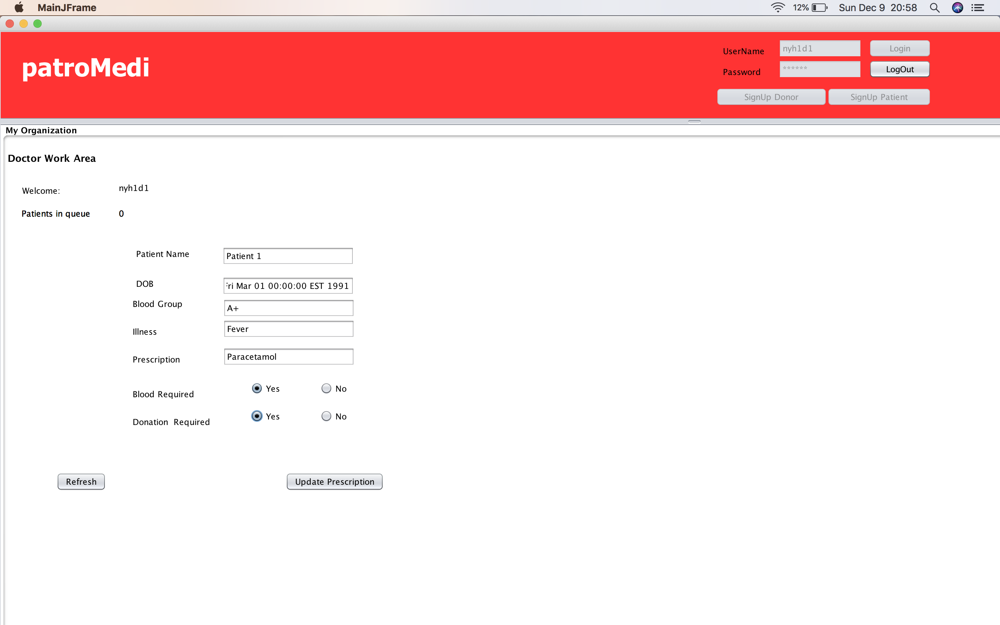 MainJFrame 12% Sun Dec 9 20:58
patroMedi
UserName nyh1d1 Login
Password ****** LogOut
SignUp Donor SignUp Patient
My Organization
Doctor Work Area
Welcome: nyh1d1
Patients in queue 0
Patient Name Patient 1
DOB Fri Mar 01 00:00:00 EST 1991
Blood Group A+
Illness Fever
Prescription Paracetamol
Blood Required Yes No
Donation Required Yes No
Refresh Update Prescription